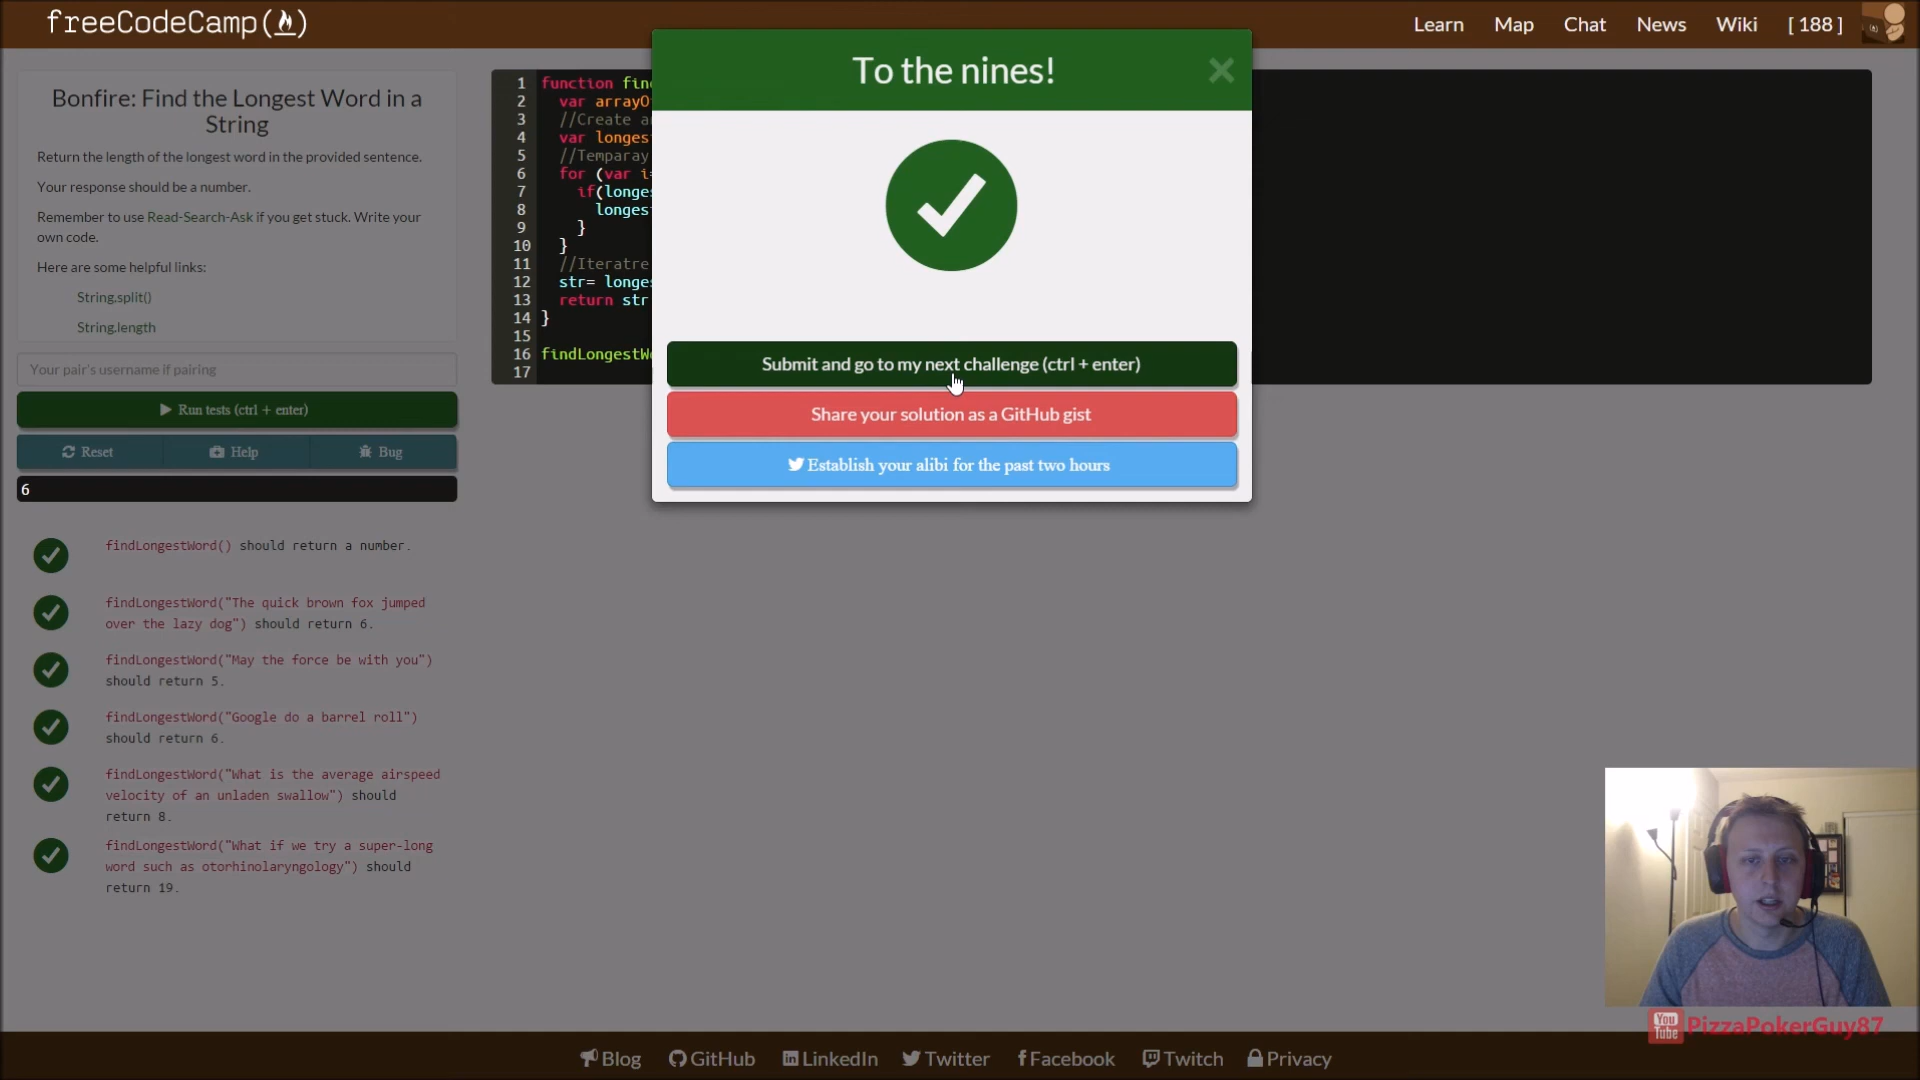 freeCodeCamp
Learn Map Chat News Wiki [ 188 ]
Bonfire: Find the Longest Word in a
String
Return the length of the longest word in the provided sentence.
Your response should be a number.
Remember to use Read-Search-Ask if you get stuck. Write your
own code.
Here are some helpful links:
String.split()
String.length
Your pair's username if pairing
Run tests (ctrl + enter)
Reset Help Bug
6
findLongestWord() should return a number.
findLongestWord("The quick brown fox jumped
over the lazy dog") should return 6.
findLongestWord("May the force be with you")
should return 5.
findLongestWord("Google do a barrel roll")
should return 6.
findLongestWord("What is the average airspeed
velocity of an unladen swallow") should
return 8.
findLongestWord("What if we try a super-long
word such as otorhinolaryngology") should
return 19.
1 function fin
2 var arrayO
3 //Create a
4 var longes
5 //Temparay
6 for (var i=
7 if(longes
8 longes
9 }
10 }
11 //Iteratre
12 str= longe
13 return str
14 }
15
16 findLongestW
17
To the nines!
Submit and go to my next challenge (ctrl + enter)
Share your solution as a GitHub gist
Establish your alibi for the past two hours
You
Tube PizzaPokerGuy87
Blog GitHub LinkedIn Twitter Facebook Twitch Privacy